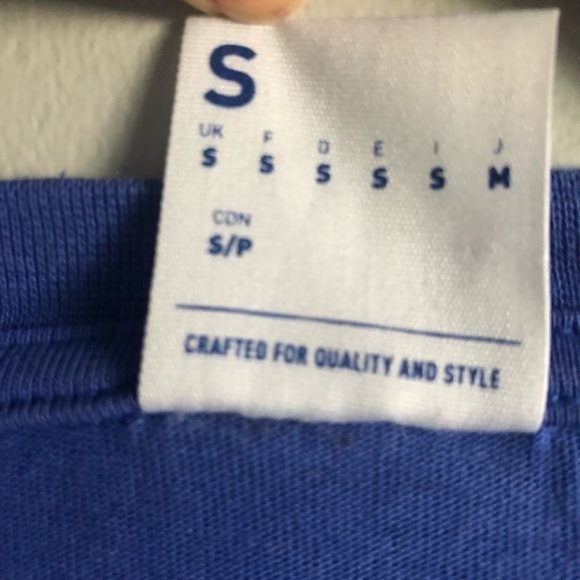 S
UK F D E I J
S S S S S M
CDN
S/P
CRAFTED FOR QUALITY AND STYLE